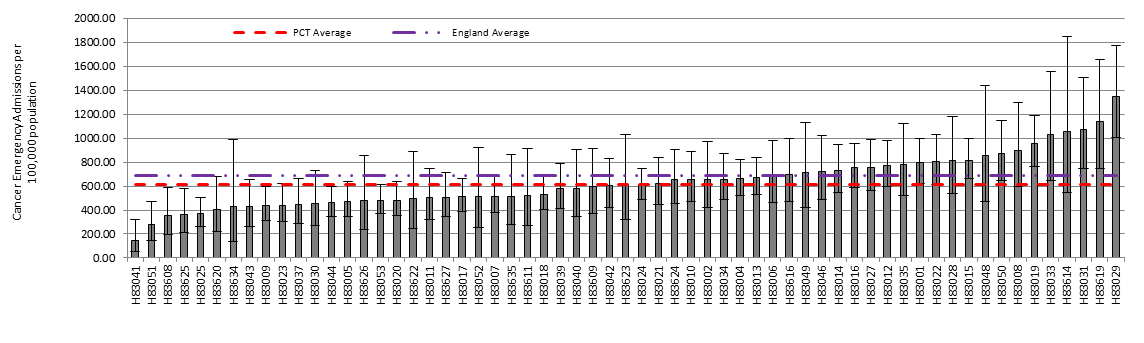 2000.00
1800.00
1600.00
1400.00
1200.00
1000.00
800.00
600.00
400.00
200.00
0.00
Cancer Emergency Admissions per
100,000 population
PCT Average
England Average
H83041
H83051
H83608
H83625
H83025
H83620
H83634
H83043
H83009
H83023
H83037
H83030
H83044
H83005
H83626
H83053
H83020
H83622
H83011
H83627
H83017
H83052
H83007
H83635
H83611
H83018
H83039
H83040
H83609
H83042
H83623
H83024
H83021
H83624
H83010
H83002
H83034
H83004
H83013
H83006
H83616
H83049
H83046
H83014
H83016
H83027
H83012
H83035
H83001
H83022
H83028
H83015
H83048
H83050
H83008
H83019
H83033
H83614
H83031
H83619
H83029